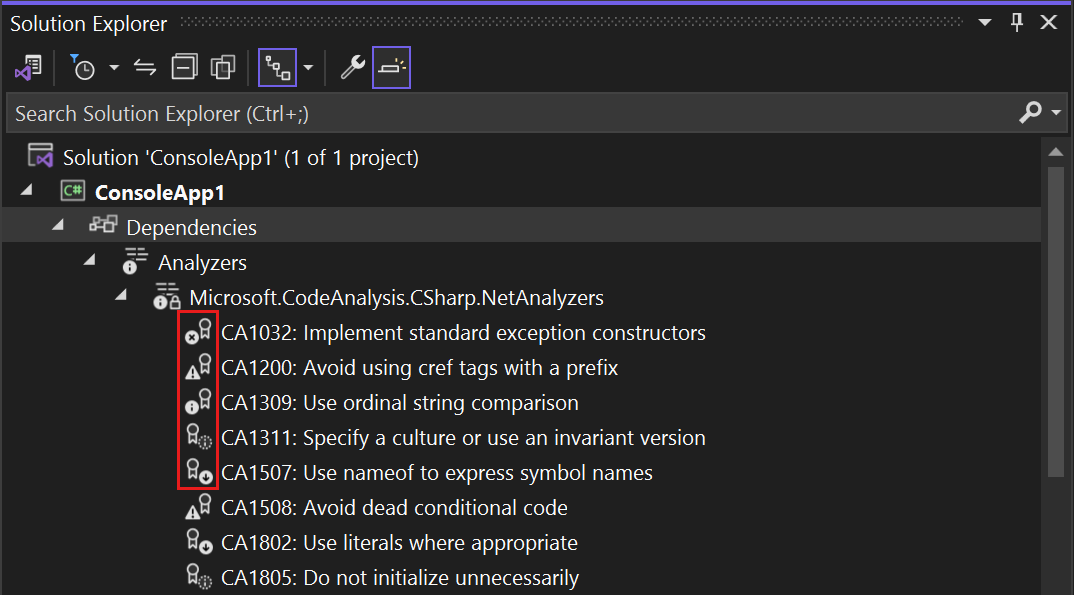 Solution Explorer
Search Solution Explorer (Ctrl+;)
Solution 'ConsoleApp1' (1 of 1 project)
C# ConsoleApp1
Dependencies
Analyzers
Microsoft.CodeAnalysis.CSharp.NetAnalyzers
CA1032: Implement standard exception constructors
CA1200: Avoid using cref tags with a prefix
CA1309: Use ordinal string comparison
CA1311: Specify a culture or use an invariant version
CA1507: Use nameof to express symbol names
CA1508: Avoid dead conditional code
CA1802: Use literals where appropriate
CA1805: Do not initialize unnecessarily